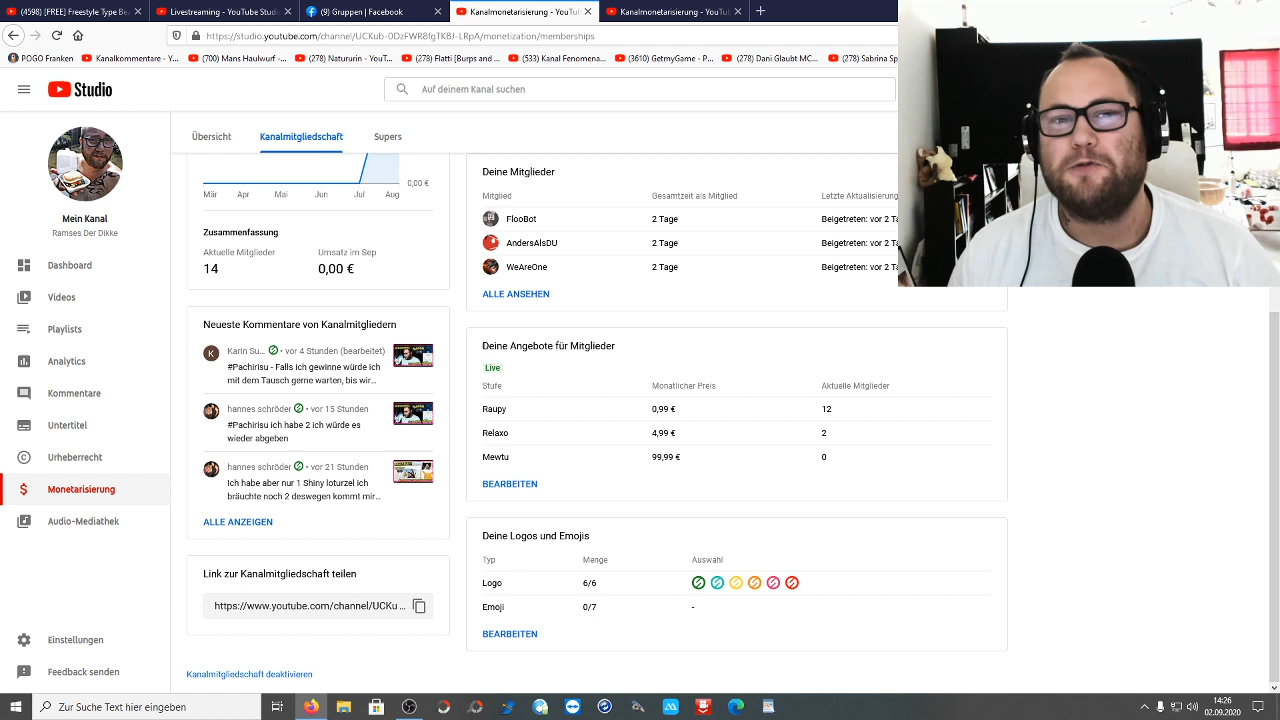 (4598) [FREE] Freestyle Type Be
Livestreaming - YouTube Studio
(9) Gruppen | Facebook
Kanalmonetarisierung - YouTu
Kanalmonetarisierung - YouTu
https://studio.youtube.com/channel/UCKub-0DzFWR8fgTK8J-LRpA/monetization/memberships
POGO Franken
Kanalkommentare - Y...
(700) Mans Haulwurf - ...
(278) Natururin - YouT...
(278) Flatti [Burps and ...
(532) Canal Fenomena...
(3610) GetmyGame - P...
(278) Dani Glaubt MC...
(278) Sabrina Sp
Studio
Auf deinem Kanal suchen
Übersicht
Kanalmitgliedschaft
Supers
Mein Kanal
Ramses Der Dikke
Dashboard
Videos
Playlists
Analytics
Kommentare
Untertitel
Urheberrecht
Monetarisierung
Audio-Mediathek
Einstellungen
Feedback senden
0,00 €
Mär Apr Mai Jun Jul Aug
Zusammenfassung
Aktuelle Mitglieder Umsatz im Sep
14 0,00 €
Neueste Kommentare von Kanalmitgliedern
K
Karin Su... • vor 4 Stunden (bearbeitet)
#Pachirisu - Falls ich gewinne würde ich
mit dem Tausch gerne warten, bis wir...
hannes schröder • vor 15 Stunden
#Pachirisu ich habe 2 ich würde es
wieder abgeben
hannes schröder • vor 21 Stunden
Ich habe aber nur 1 Shiny loturzel ich
bräuchte noch 2 deswegen kommt mir...
ALLE ANZEIGEN
Link zur Kanalmitgliedschaft teilen
https://www.youtube.com/channel/UCKu ...
Kanalmitgliedschaft deaktivieren
Deine Mitglieder
Mitglied Gesamtzeit als Mitglied Letzte Aktualisierung
FlooBot 2 Tage Beigetreten: vor 2 Ta
AndersAlsDU 2 Tage Beigetreten: vor 2 Ta
WeAreOne 2 Tage Beigetreten: vor 2 Ta
ALLE ANSEHEN
Deine Angebote für Mitglieder
Live
Stufe Monatlicher Preis Aktuelle Mitglieder
Raupy 0,99 € 12
Relaxo 4,99 € 2
Mewtu 99,99 € 0
BEARBEITEN
Deine Logos und Emojis
Typ Menge Auswahl
Logo 6/6
Emoji 0/7 -
BEARBEITEN
Zur Suche Text hier eingeben
14:26
02.09.2020